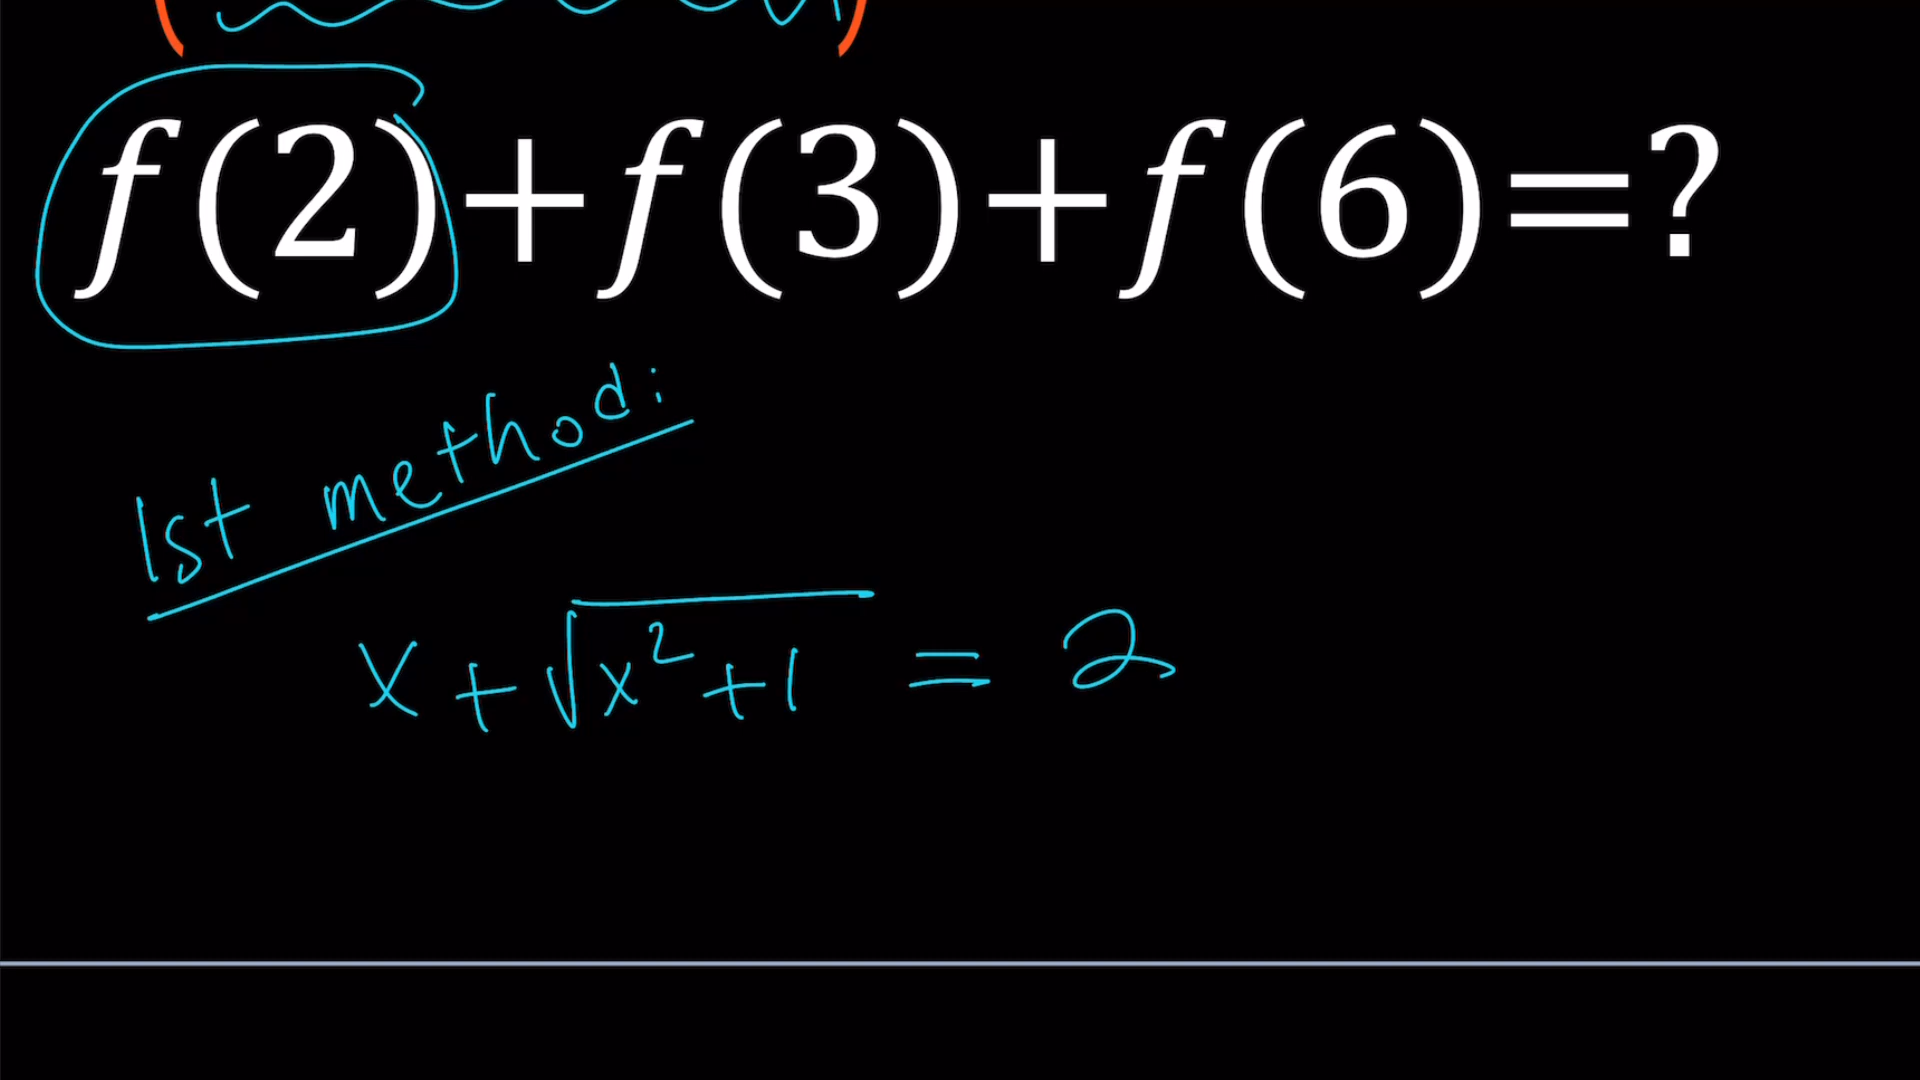 f(2)+f(3)+f(6)=?
1st method:
x+√(x²+1) = 2